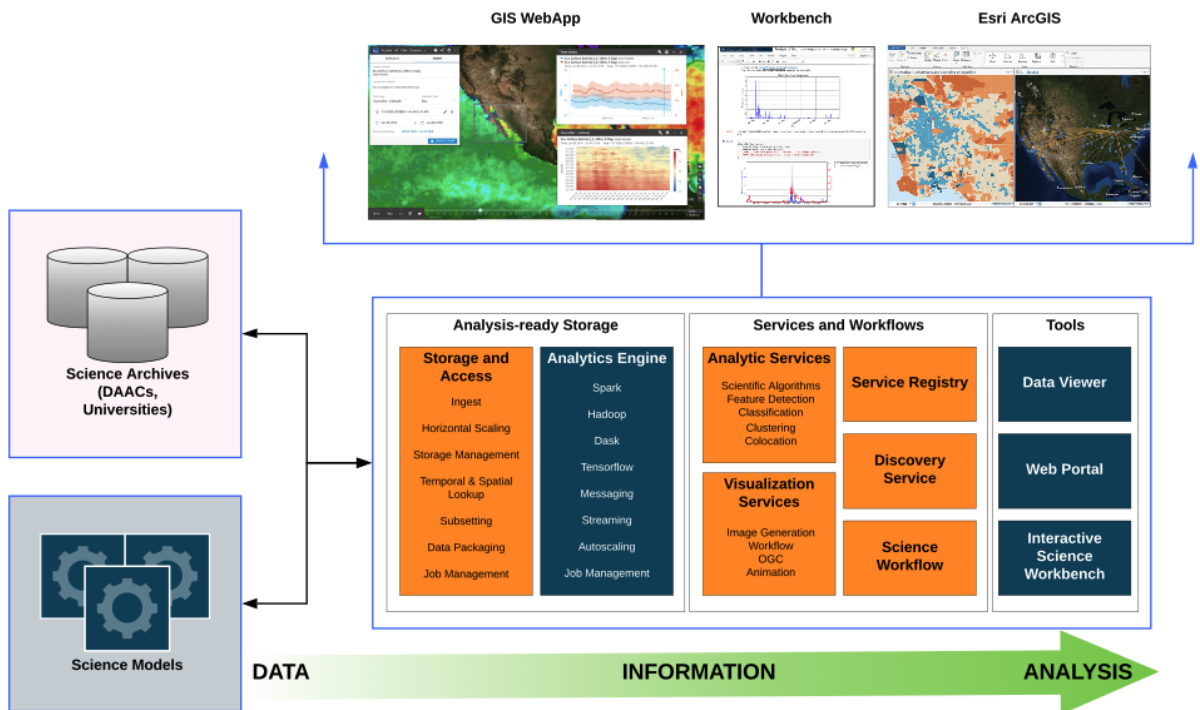 GIS WebApp
Workbench
Esri ArcGIS
Science Archives
(DAACs,
Universities)
Science Models
Analysis-ready Storage
Storage and
Access
Ingest
Horizontal Scaling
Storage Management
Temporal & Spatial
Lookup
Subsetting
Data Packaging
Job Management
Analytics Engine
Spark
Hadoop
Dask
Tensorflow
Messaging
Streaming
Autoscaling
Job Management
Services and Workflows
Analytic Services
Scientific Algorithms
Feature Detection
Classification
Clustering
Colocation
Visualization
Services
Image Generation
Workflow
OGC
Animation
Service Registry
Discovery
Service
Science
Workflow
Tools
Data Viewer
Web Portal
Interactive
Science
Workbench
DATA
INFORMATION
ANALYSIS